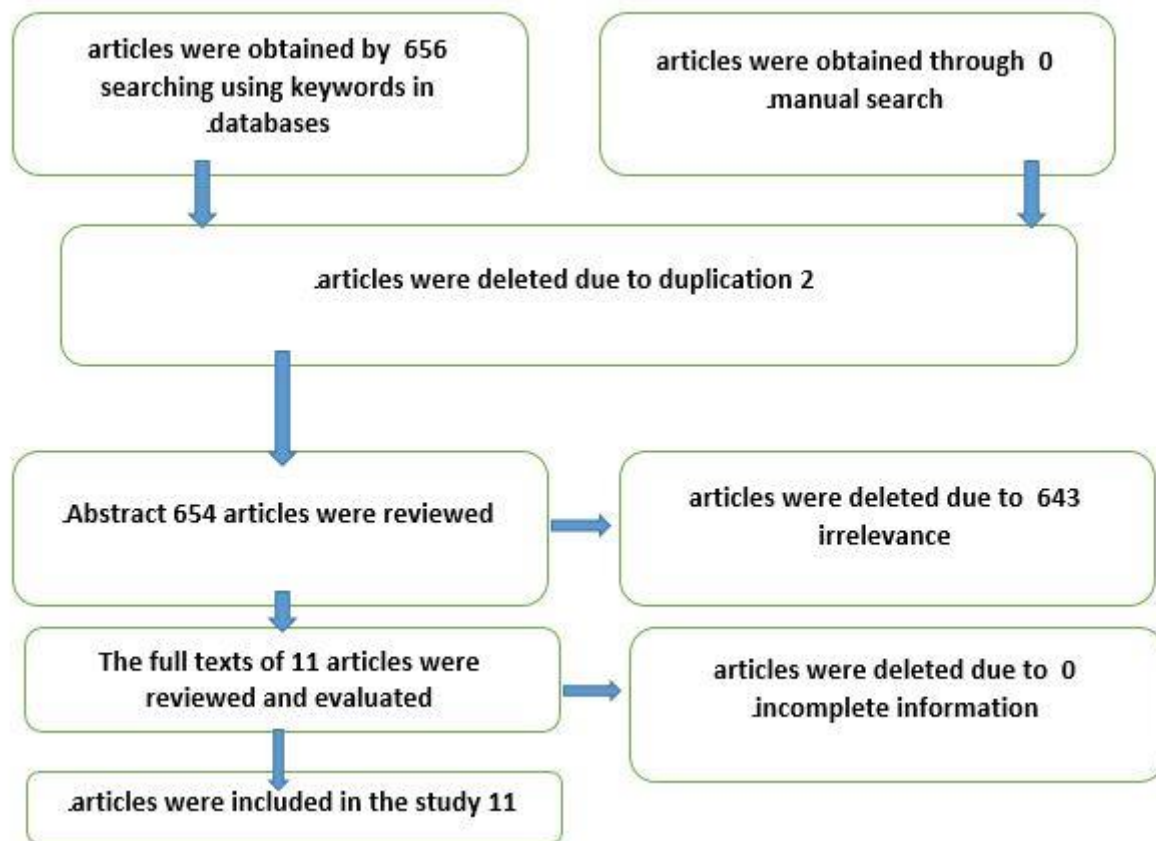 articles were obtained by  656
searching using keywords in
.databases
articles were obtained through  0
.manual search
.articles were deleted due to duplication 2
.Abstract 654 articles were reviewed
articles were deleted due to  643
irrelevance
The full texts of 11 articles were
reviewed and evaluated
articles were deleted due to  0
.incomplete information
.articles were included in the study 11